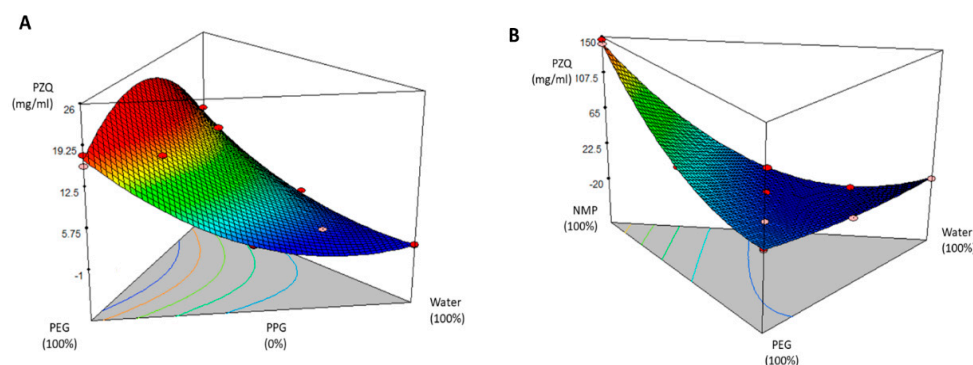 A
PZQ
(mg/ml)
26
19.25
12.5
5.75
-1
PEG
(100%)
PPG
(0%)
Water
(100%)
B
PZQ
(mg/ml)
150
107.5
65
22.5
-20
NMP
(100%)
Water
(100%)
PEG
(100%)